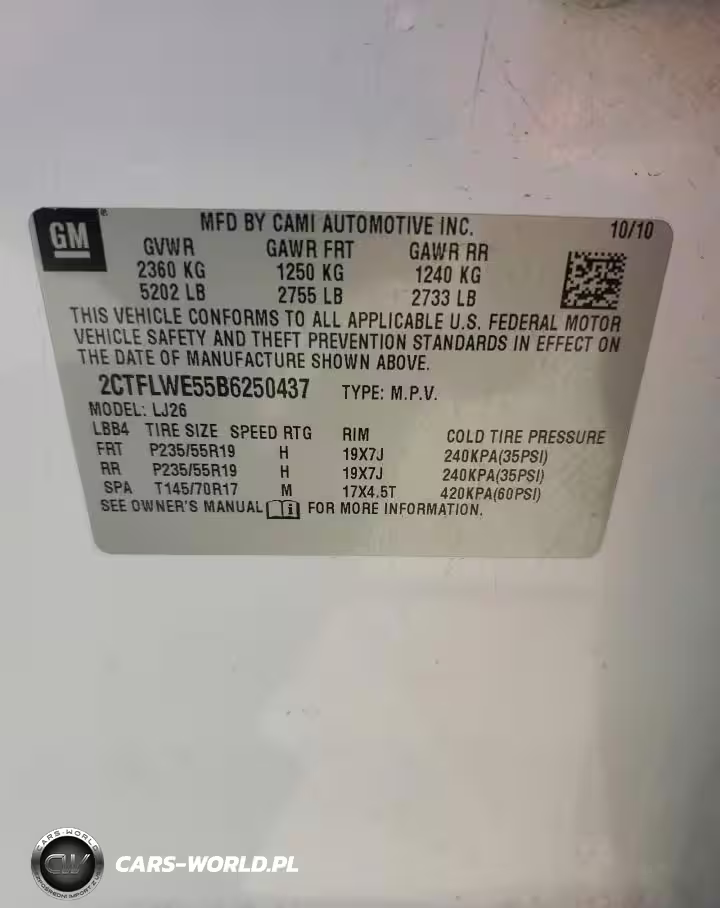 GM®
MFD BY CAMI AUTOMOTIVE INC. 10/10
GVWR GAWR FRT GAWR RR
2360 KG 1250 KG 1240 KG
5202 LB 2755 LB 2733 LB
THIS VEHICLE CONFORMS TO ALL APPLICABLE U.S. FEDERAL MOTOR
VEHICLE SAFETY AND THEFT PREVENTION STANDARDS IN EFFECT ON
THE DATE OF MANUFACTURE SHOWN ABOVE.
2CTFLWE55B6250437 TYPE: M.P.V.
MODEL: LJ26
LBB4 TIRE SIZE SPEED RTG RIM COLD TIRE PRESSURE
FRT P235/55R19 H 19X7J 240KPA(35PSI)
RR P235/55R19 H 19X7J 240KPA(35PSI)
SPA T145/70R17 M 17X4.5T 420KPA(60PSI)
SEE OWNER'S MANUAL i FOR MORE INFORMATION.
CARS-WORLD
CW
CARS-WORLD.PL